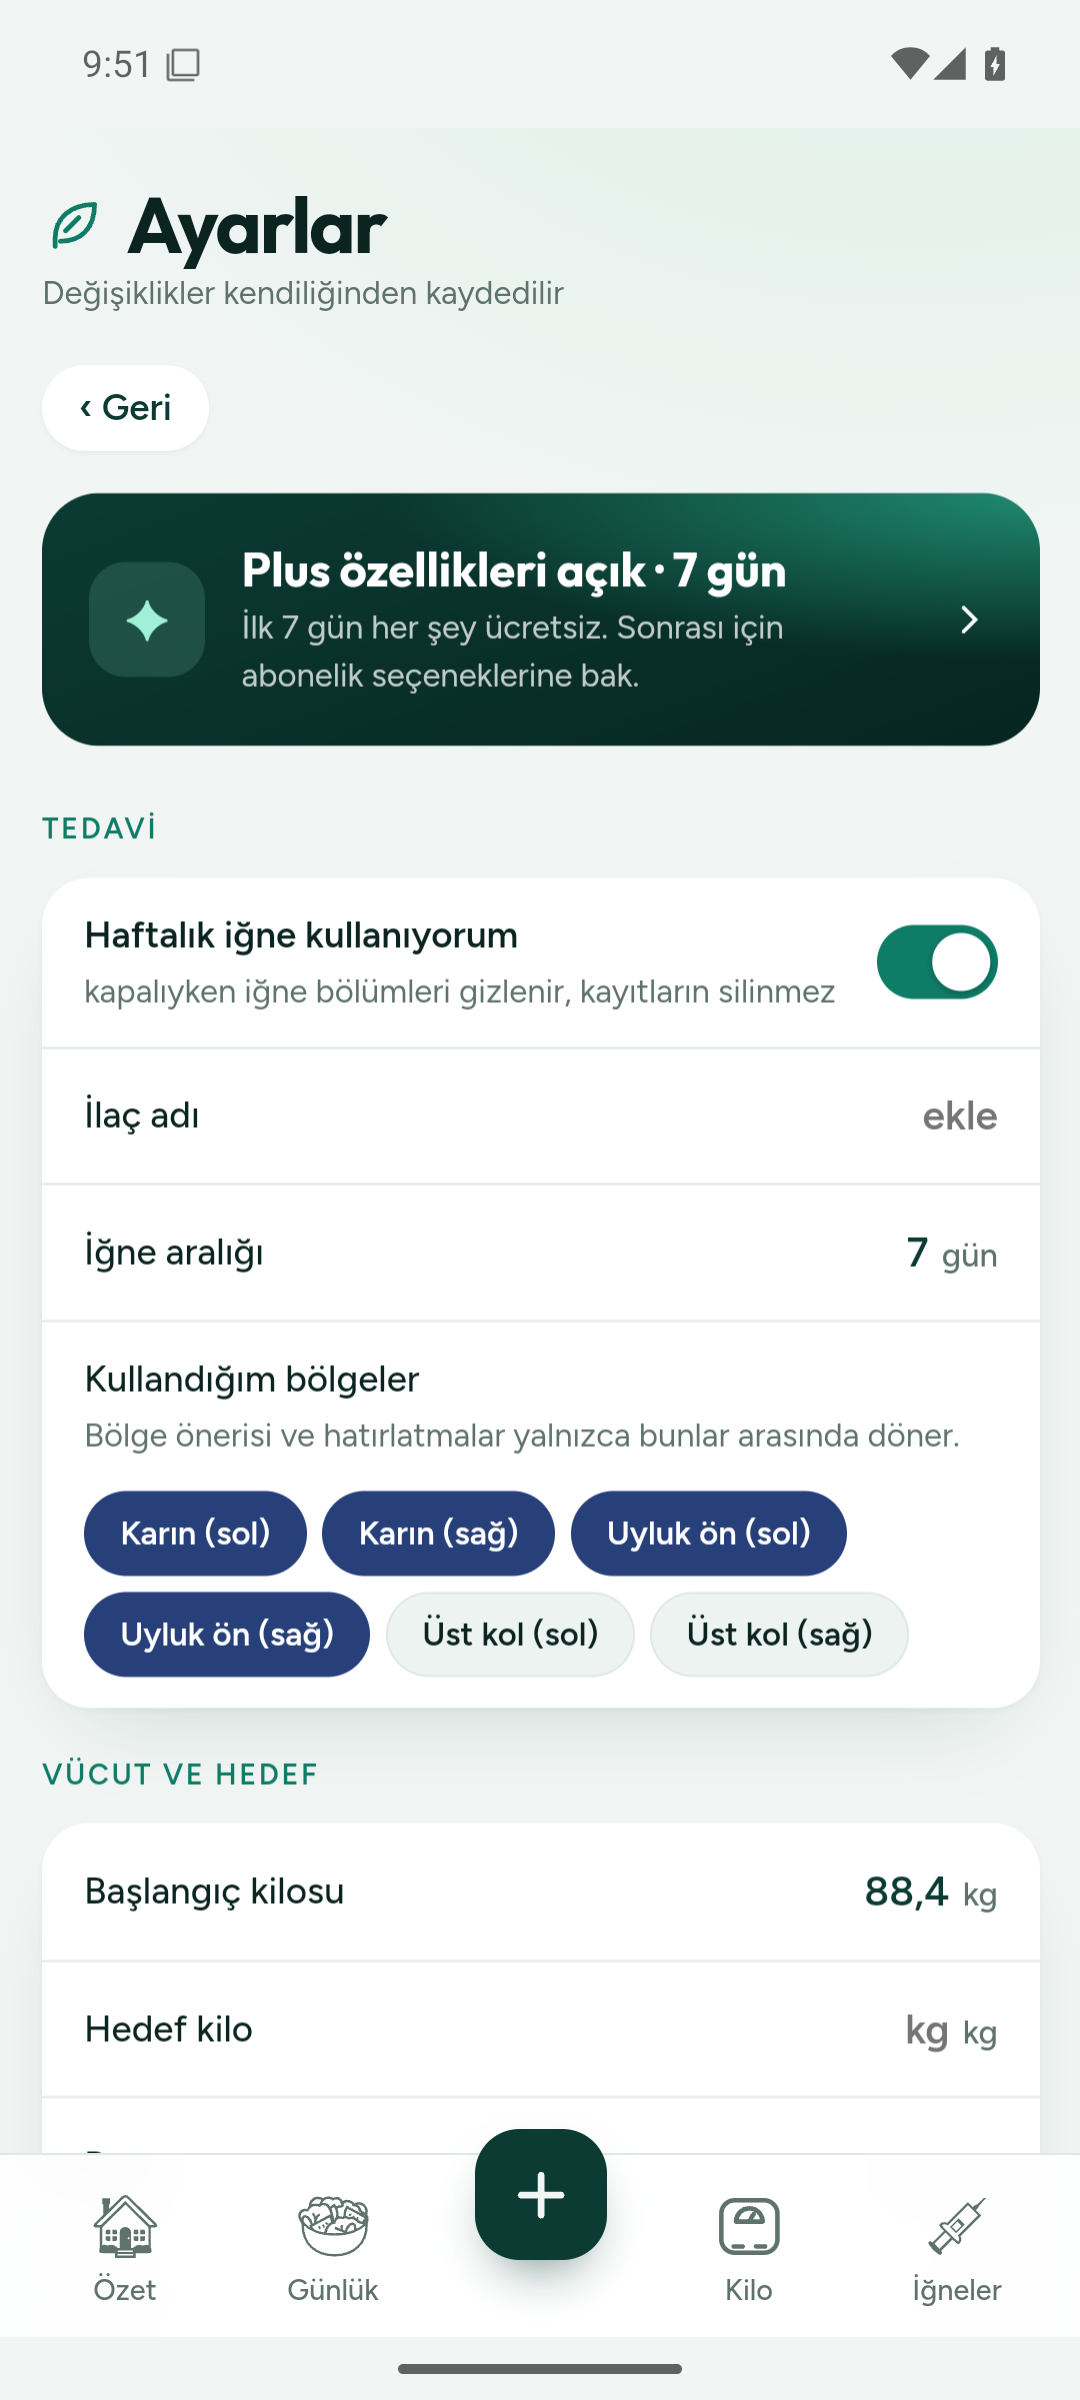 9:51
Ayarlar
Değişiklikler kendiliğinden kaydedilir
‹ Geri
Plus özellikleri açık · 7 gün
İlk 7 gün her şey ücretsiz. Sonrası için
abonelik seçeneklerine bak.
TEDAVİ
Haftalık iğne kullanıyorum
kapalıyken iğne bölümleri gizlenir, kayıtların silinmez
İlaç adı ekle
İğne aralığı 7 gün
Kullandığım bölgeler
Bölge önerisi ve hatırlatmalar yalnızca bunlar arasında döner.
Karın (sol) Karın (sağ) Uyluk ön (sol)
Uyluk ön (sağ) Üst kol (sol) Üst kol (sağ)
VÜCUT VE HEDEF
Başlangıç kilosu 88,4 kg
Hedef kilo kg kg
Özet Günlük Kilo İğneler